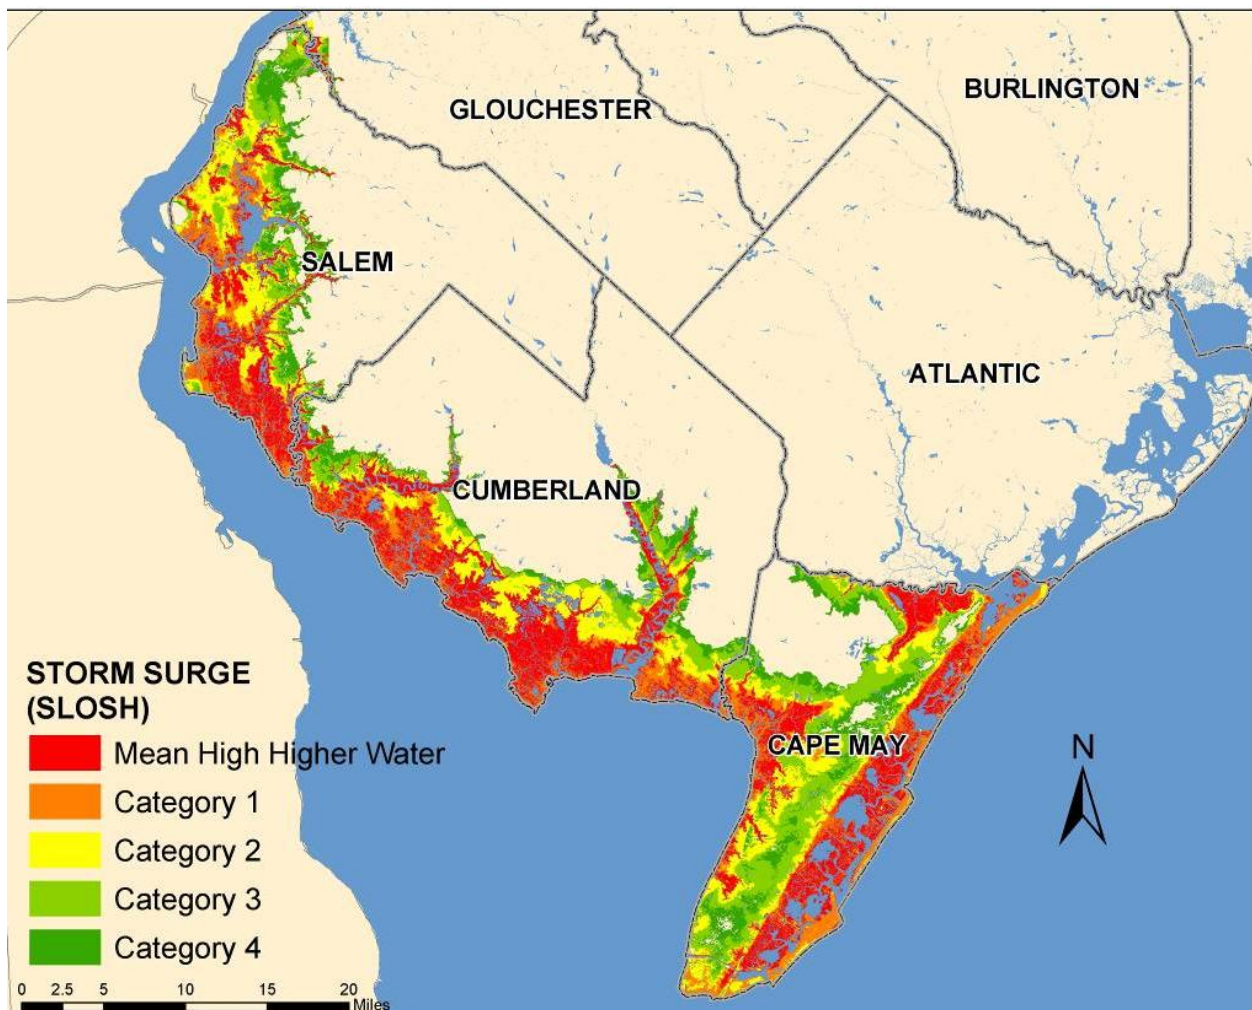 BURLINGTON
GLOUCHESTER
SALEM
ATLANTIC
CUMBERLAND
CAPE MAY
N
STORM SURGE
(SLOSH)
Mean High Higher Water
Category 1
Category 2
Category 3
Category 4
0 2.5 5 10 15 20
Miles